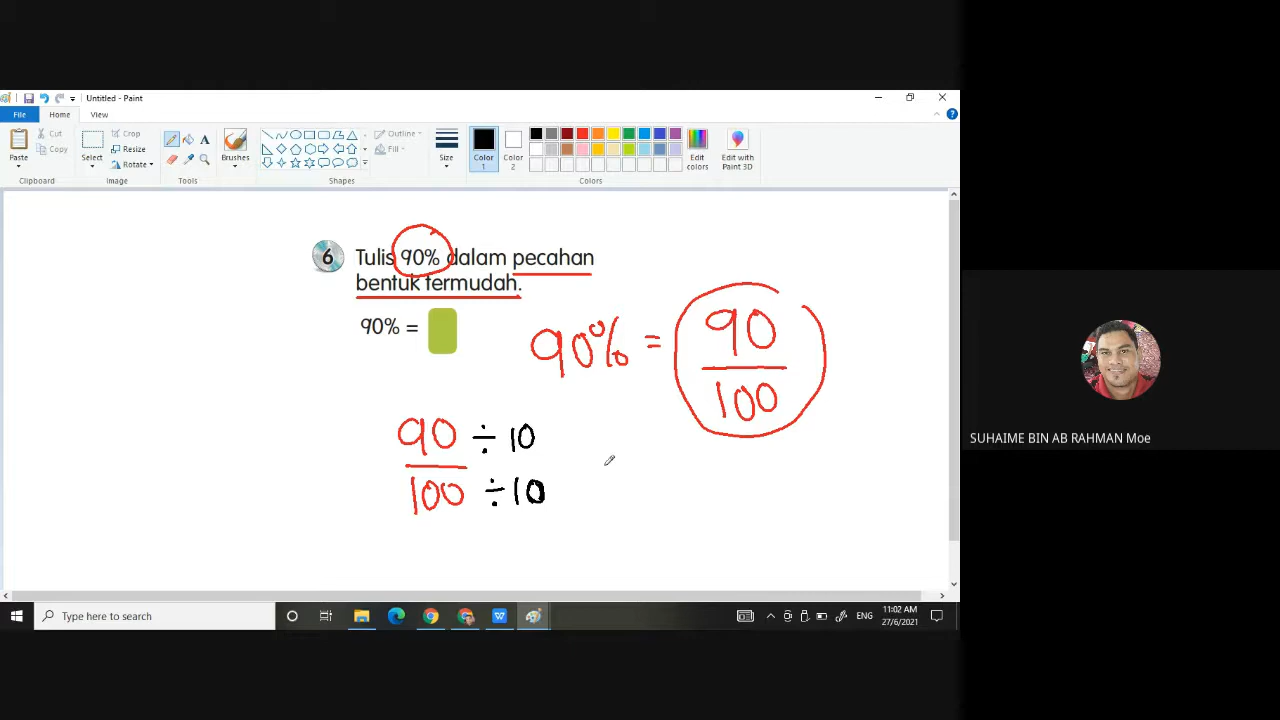 Untitled - Paint
File Home View
Paste
Cut
Copy
Clipboard
Select
Crop
Resize
Rotate
Image
A
Tools
Brushes
Outline
Fill
Shapes
Size
Color 1
Color 2
Edit colors
Edit with Paint 3D
Colors
6 Tulis 90% dalam pecahan
bentuk termudah.
90% =
90% = 90
100
90 ÷ 10
100 ÷ 10
SUHAIME BIN AB RAHMAN Moe
Type here to search
ENG
11:02 AM
27/6/2021